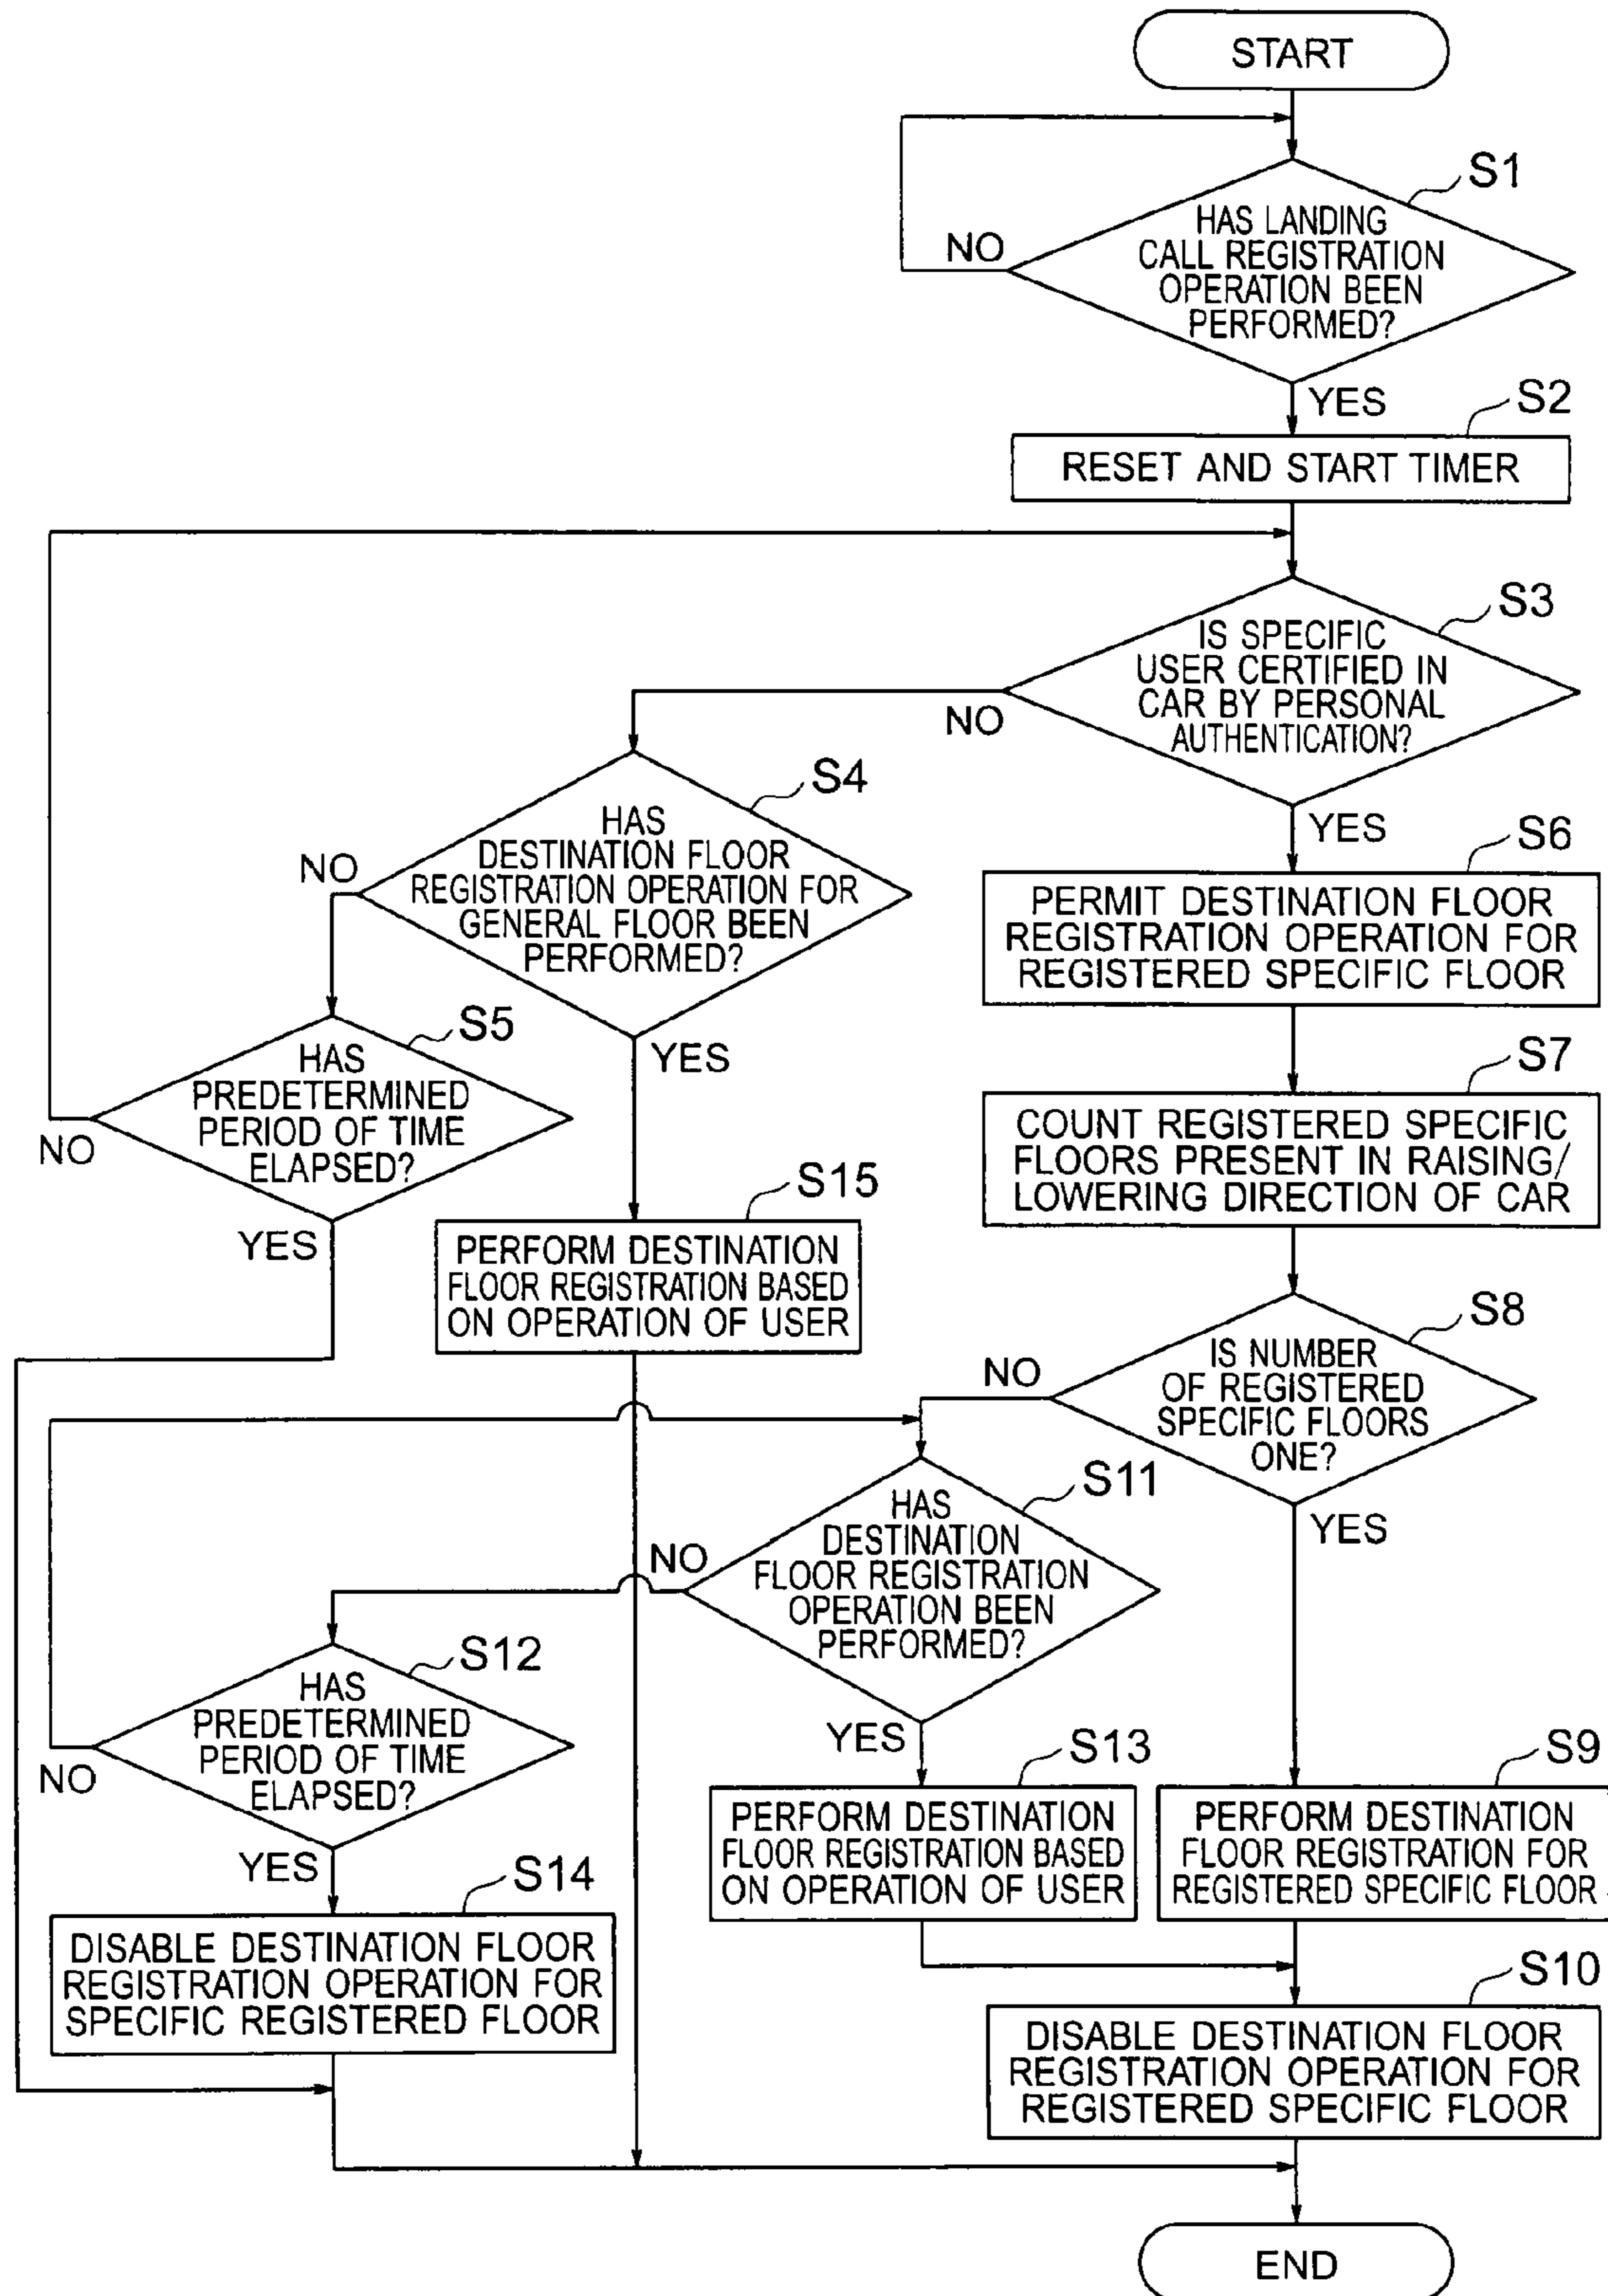 START
S1
HAS LANDING
CALL REGISTRATION
OPERATION BEEN
PERFORMED?
NO
YES
S2
RESET AND START TIMER
S3
IS SPECIFIC
USER CERTIFIED IN
CAR BY PERSONAL
AUTHENTICATION?
NO
YES
S4
HAS
DESTINATION FLOOR
REGISTRATION OPERATION FOR
GENERAL FLOOR BEEN
PERFORMED?
NO
YES
S6
PERMIT DESTINATION FLOOR
REGISTRATION OPERATION FOR
REGISTERED SPECIFIC FLOOR
S5
HAS
PREDETERMINED
PERIOD OF TIME
ELAPSED?
NO
YES
S7
COUNT REGISTERED SPECIFIC
FLOORS PRESENT IN RAISING/
LOWERING DIRECTION OF CAR
S15
PERFORM DESTINATION
FLOOR REGISTRATION BASED
ON OPERATION OF USER
S8
IS NUMBER
OF REGISTERED
SPECIFIC FLOORS
ONE?
NO
YES
S11
HAS
DESTINATION
FLOOR REGISTRATION
OPERATION BEEN
PERFORMED?
NO
YES
S12
HAS
PREDETERMINED
PERIOD OF TIME
ELAPSED?
NO
YES
S13
PERFORM DESTINATION
FLOOR REGISTRATION BASED
ON OPERATION OF USER
S9
PERFORM DESTINATION
FLOOR REGISTRATION FOR
REGISTERED SPECIFIC FLOOR
S14
DISABLE DESTINATION FLOOR
REGISTRATION OPERATION FOR
SPECIFIC REGISTERED FLOOR
S10
DISABLE DESTINATION FLOOR
REGISTRATION OPERATION FOR
REGISTERED SPECIFIC FLOOR
END